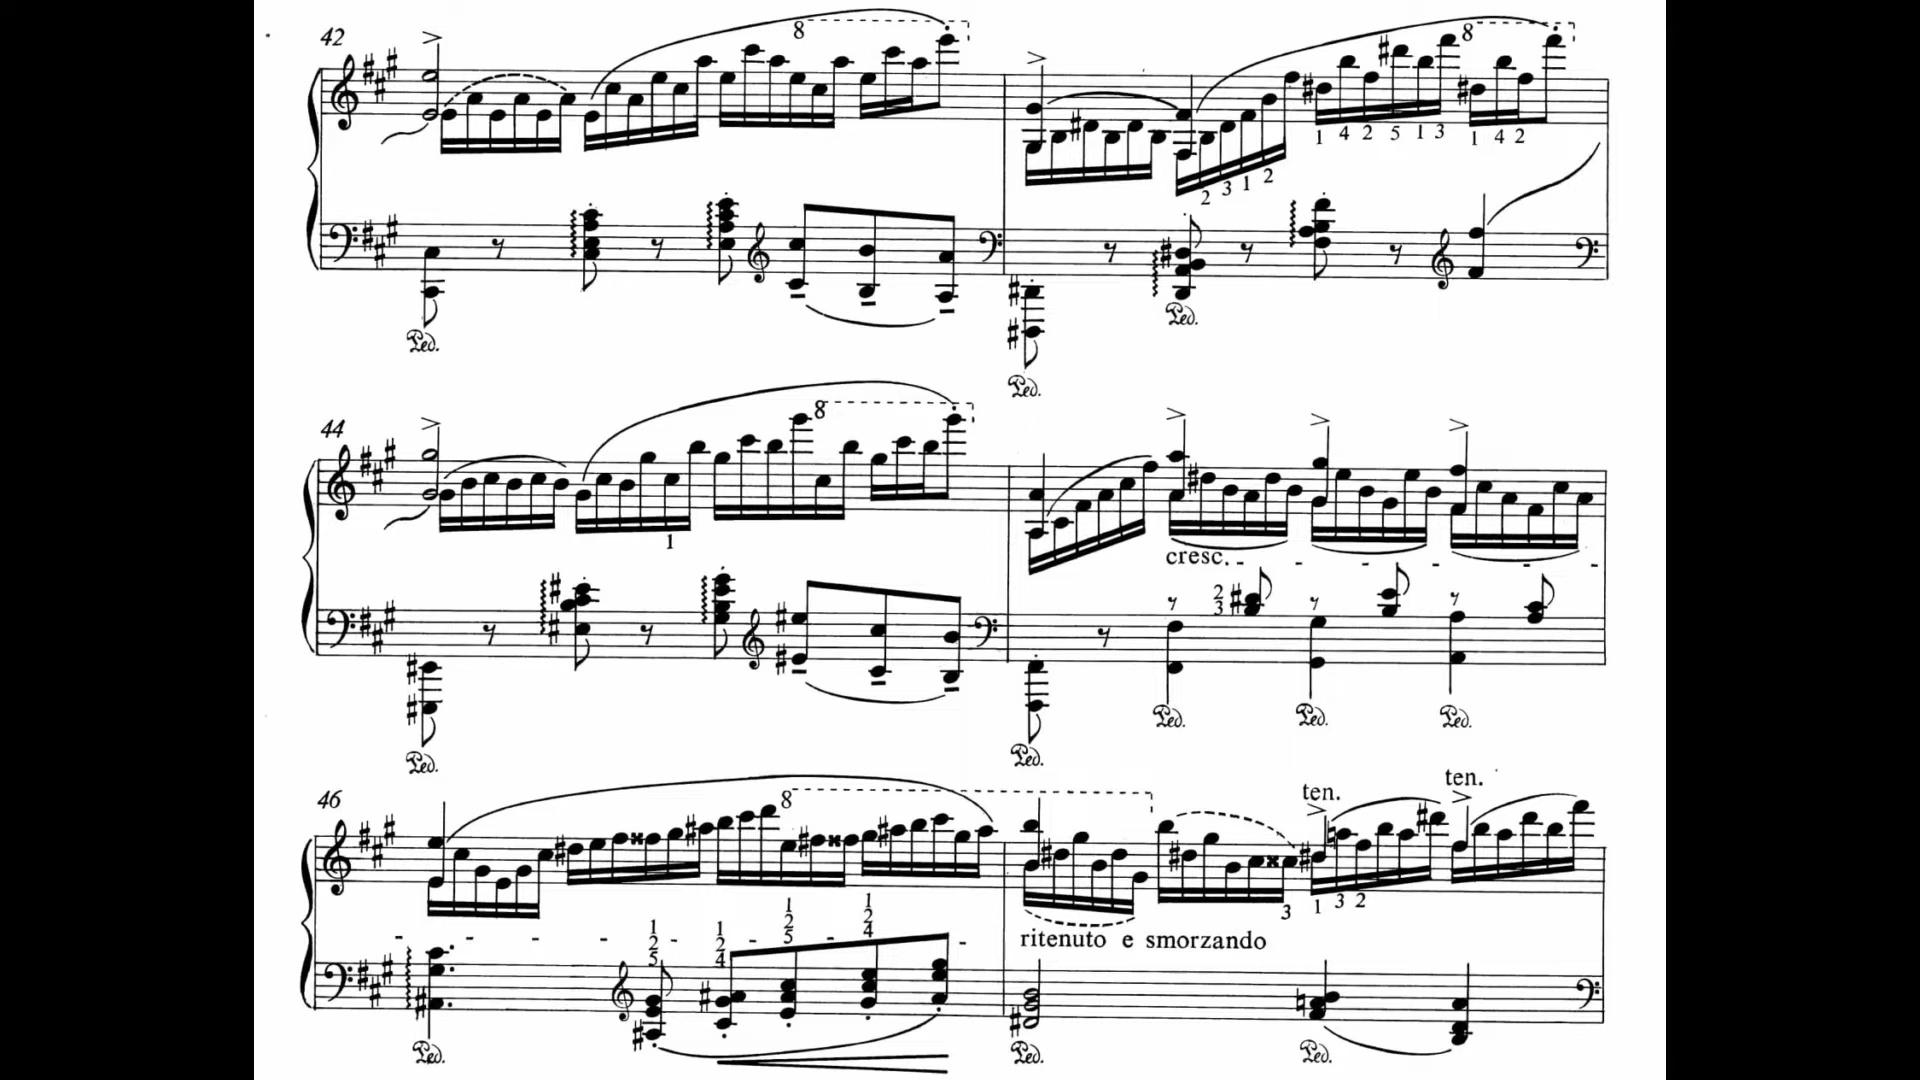 42
8
8
1 4 2 5 1 3 1 4 2
2 3 1 2
Ped.
Ped.
Ped.
44
8
1
cresc.
2
3
Ped.
Ped.
Ped.
Ped.
Ped.
ten.
ten.
46
8
3 1 3 2
1 1 1 1
2 2 2 2
5 4 5 4
ritenuto e smorzando
Ped.
Ped.
Ped.